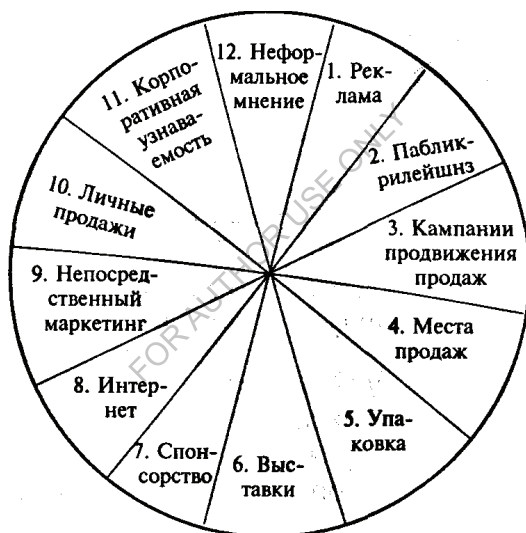 12. Нефор-
мальное
мнение
1. Рек-
лама
2. Паблик-
рилейшнз
3. Кампании
продвижения
продаж
4. Места
продаж
5. Упа-
ковка
6. Выс-
тавки
7. Спон-
сорство
8. Интер-
нет
9. Непосред-
ственный
маркетинг
10. Личные
продажи
11. Корпо-
ративная
узнава-
емость
FOR AUTHOR USE ONLY